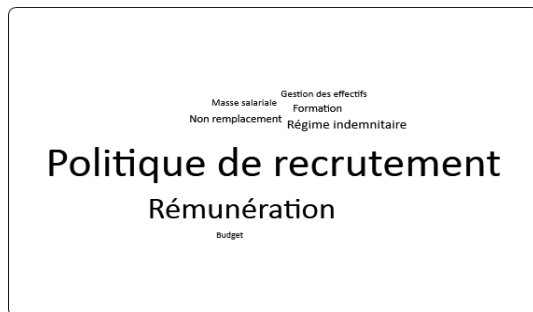 Gestion des effectifs
Masse salariale
Formation
Non remplacement
Régime indemnitaire
Politique de recrutement
Rémunération
Budget